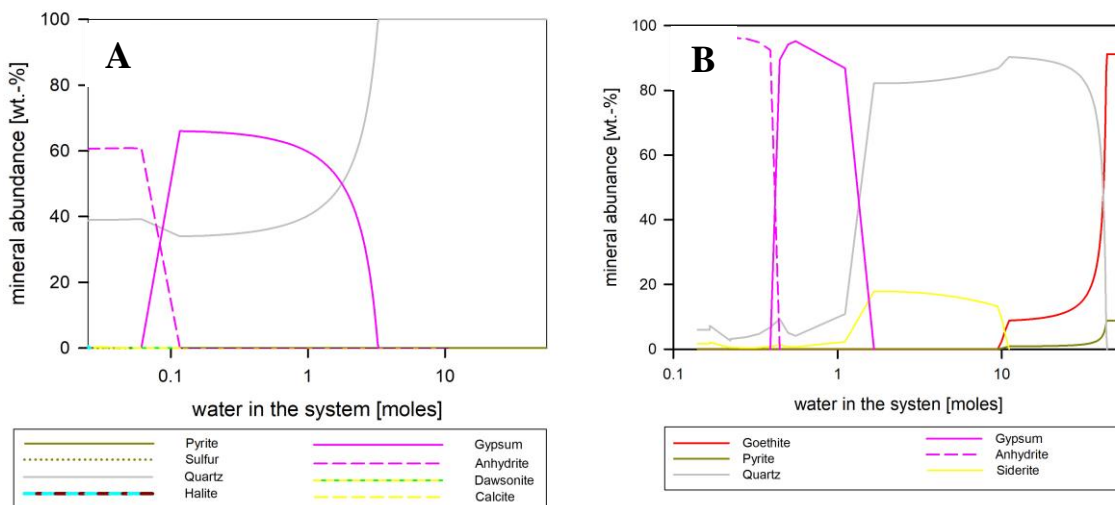 A
mineral abundance [wt.-%]
100
80
60
40
20
0
0.1
1
10
water in the system [moles]
Pyrite
Sulfur
Quartz
Halite
Gypsum
Anhydrite
Dawsonite
Calcite
B
mineral abunance [wt.-%]
100
80
60
40
20
0
0.1
1
10
water in the systen [moles]
Goethite
Pyrite
Quartz
Gypsum
Anhydrite
Siderite